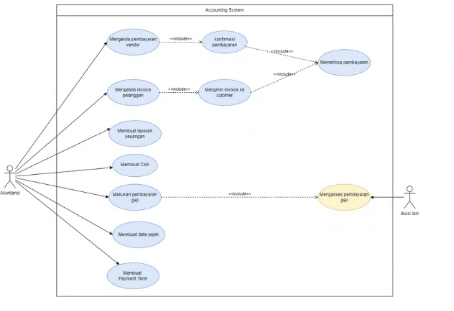 Accounting System
Mengelola pembayaran
vendor
<<include>>
konfirmasi
pembayaran
<<include>>
Memeriksa pembayaran
<<include>>
Mengelola invoice
pelanggan
<<include>>
Mengirim invoice ke
customer
Membuat laporan
keuangan
Membuat CoA
Akuntansi
Melakukan pembayaran
gaji
<<include>>
Mengakses pembayaran
gaji
divisi lain
Membuat data pajak
Membuat
Payment Term